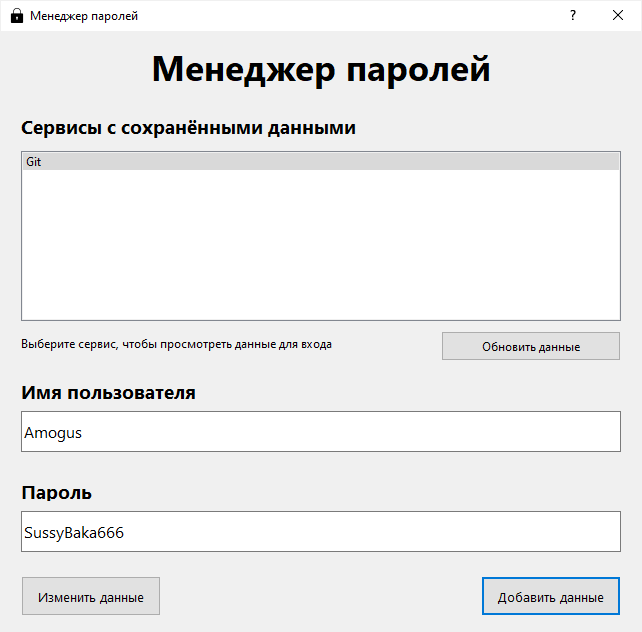 Менеджер паролей
?
Менеджер паролей
Сервисы с сохранёнными данными
Git
Выберите сервис, чтобы просмотреть данные для входа
Обновить данные
Имя пользователя
Amogus
Пароль
SussyBaka666
Изменить данные
Добавить данные